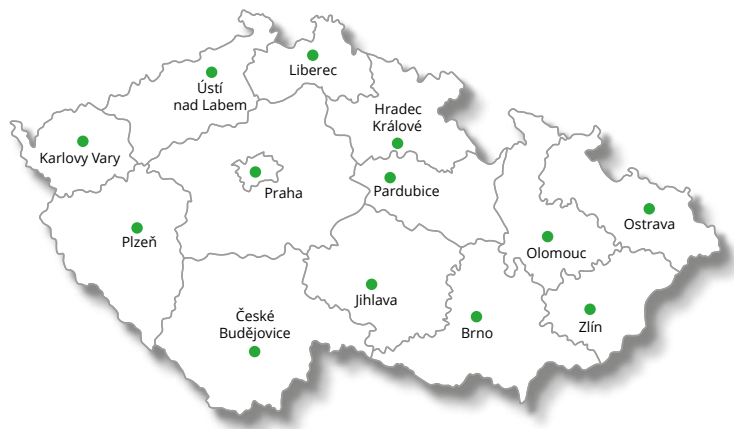 Liberec
Ústí
nad Labem
Hradec
Králové
Karlovy Vary
Praha
Pardubice
Ostrava
Plzeň
Olomouc
Jihlava
České
Budějovice
Brno
Zlín